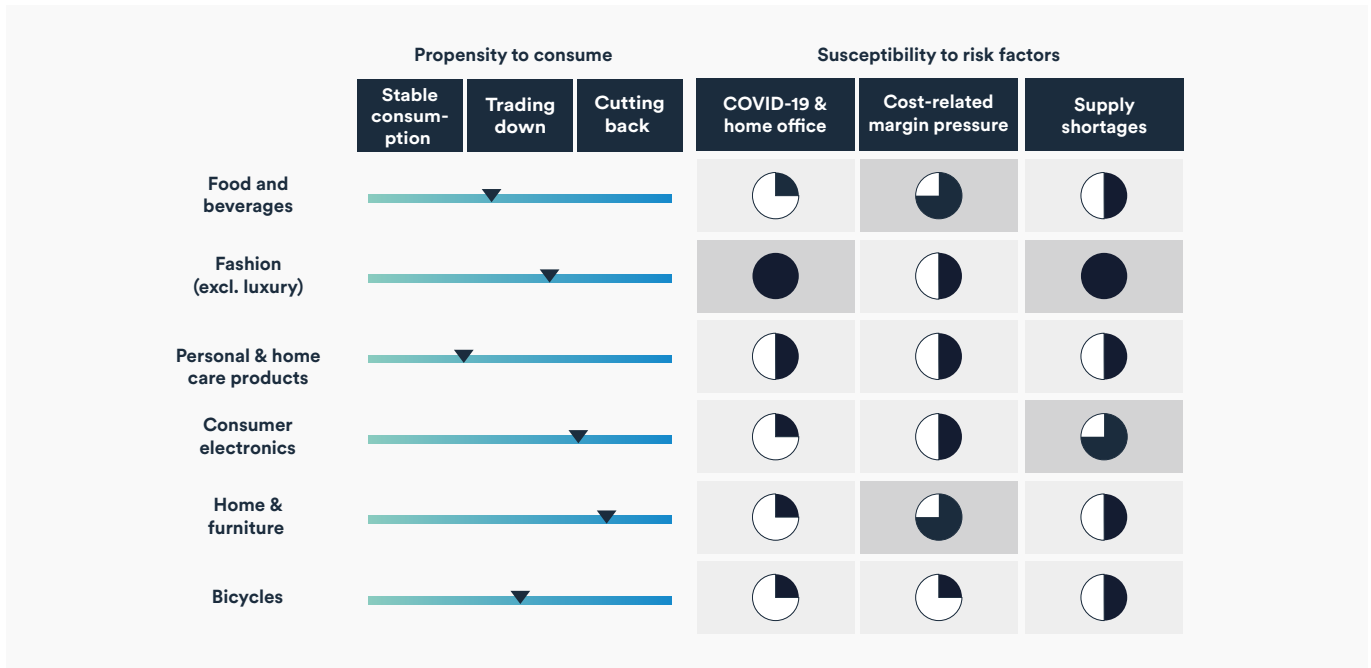 Propensity to consume
Susceptibility to risk factors
Stable
consum-
ption
Trading
down
Cutting
back
COVID-19 &
home office
Cost-related
margin pressure
Supply
shortages
Food and
beverages
Fashion
(excl. luxury)
Personal & home
care products
Consumer
electronics
Home &
furniture
Bicycles